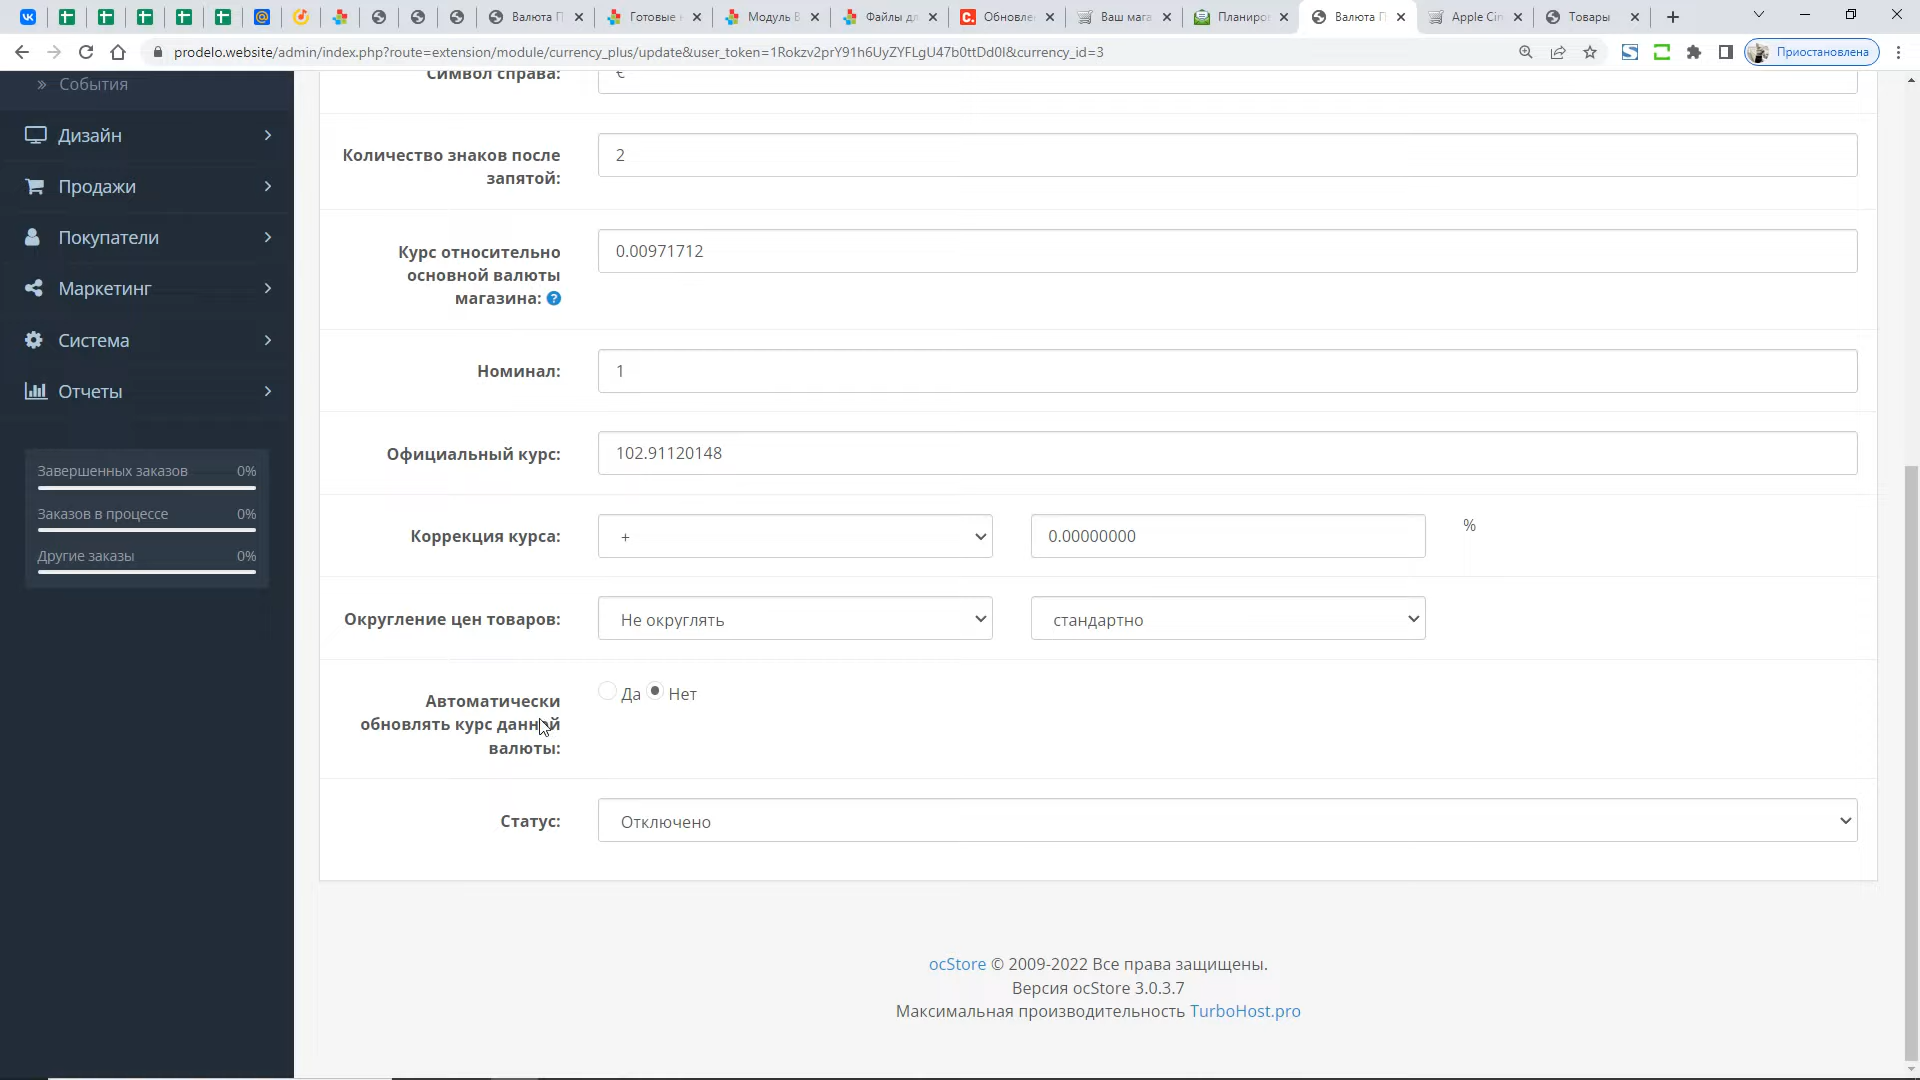 Валюта П
Готовые
Модуль В
Файлы дл
Обновле
Ваш мага
Планиро
Валюта П
Apple Cin
Товары
prodelo.website/admin/index.php?route=extension/module/currency_plus/update&user_token=1Rokzv2prY91h6UyZYFLgU47b0ttDd0I&currency_id=3
Приостановлена
» События
Дизайн
Продажи
Покупатели
Маркетинг
Система
Отчеты
Завершенных заказов 0%
Заказов в процессе 0%
Другие заказы 0%
Символ справа:
€
Количество знаков после
запятой:
2
Курс относительно
основной валюты
магазина: ?
0.00971712
Номинал:
1
Официальный курс:
102.91120148
Коррекция курса:
+
0.00000000
%
Округление цен товаров:
Не округлять
стандартно
Автоматически
обновлять курс данной
валюты:
Да Нет
Статус:
Отключено
ocStore © 2009-2022 Все права защищены.
Версия ocStore 3.0.3.7
Максимальная производительность TurboHost.pro